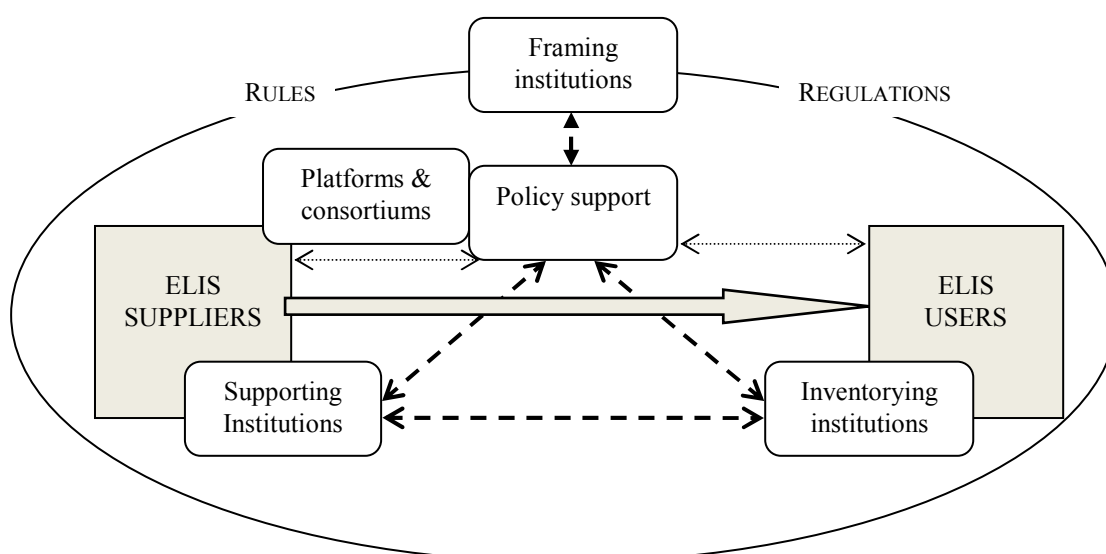 Framing
institutions
RULES
REGULATIONS
Platforms &
consortiums
Policy support
ELIS
SUPPLIERS
ELIS
USERS
Supporting
Institutions
Inventorying
institutions